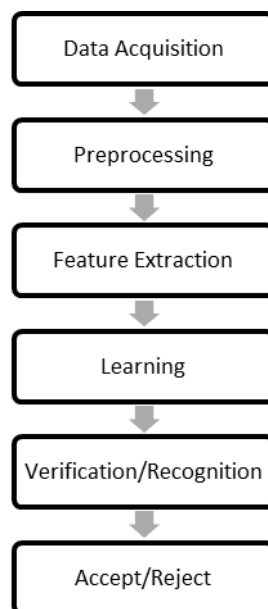 Data Acquisition
Preprocessing
Feature Extraction
Learning
Verification/Recognition
Accept/Reject